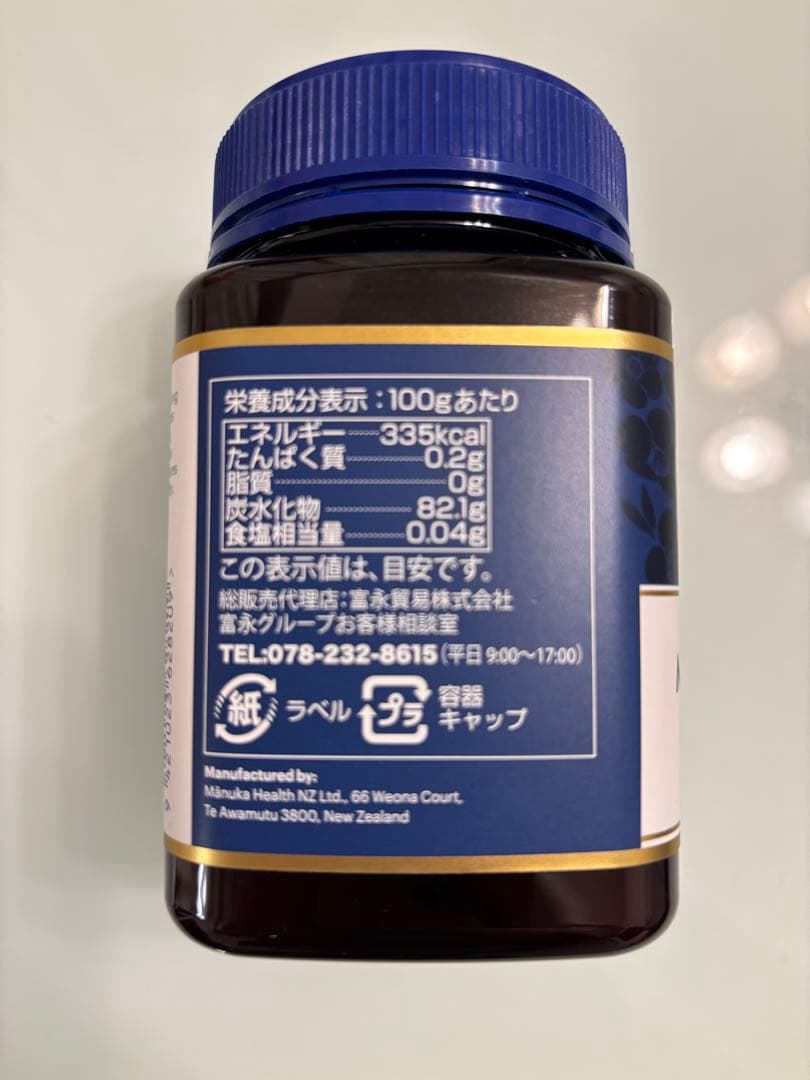 栄養成分表示：100gあたり
エネルギー 335kcal
たんぱく質 0.2g
脂質 0g
炭水化物 82.1g
食塩相当量 0.04g
この表示値は、目安です。
総販売代理店：富永貿易株式会社
富永グループお客様相談室
TEL:078-232-8615（平日 9:00〜17:00）
紙 ラベル プラ 容器
キャップ
Manufactured by:
Mānuka Health NZ Ltd., 66 Weona Court,
Te Awamutu 3800, New Zealand